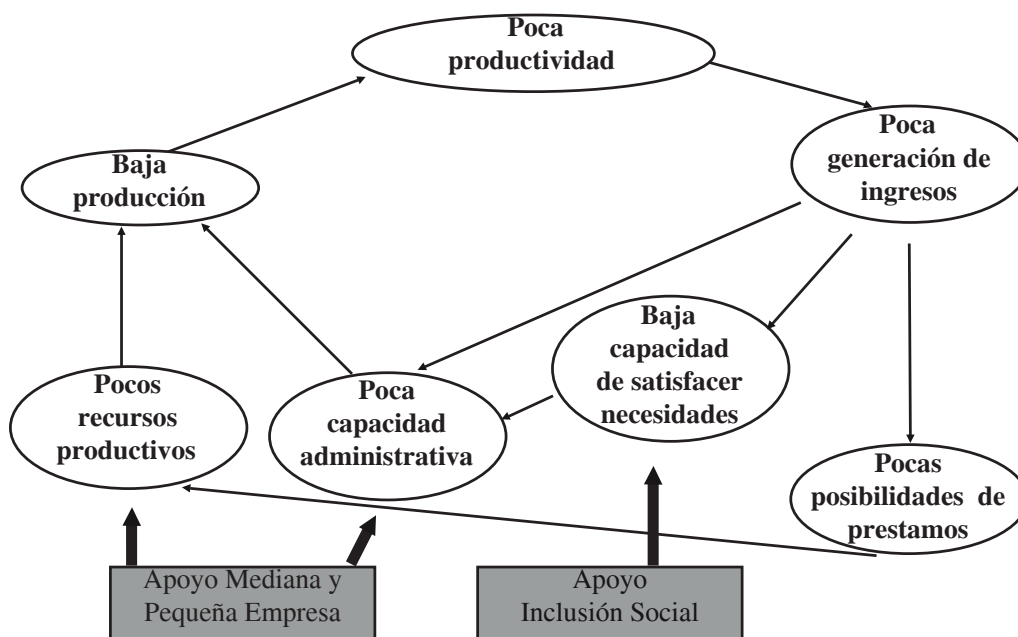 Poca
productividad
Poca
generación de
ingresos
Baja
producción
Baja
capacidad
de satisfacer
necesidades
Pocos
recursos
productivos
Poca
capacidad
administrativa
Pocas
posibilidades de
prestamos
Apoyo Mediana y
Pequeña Empresa
Apoyo
Inclusión Social